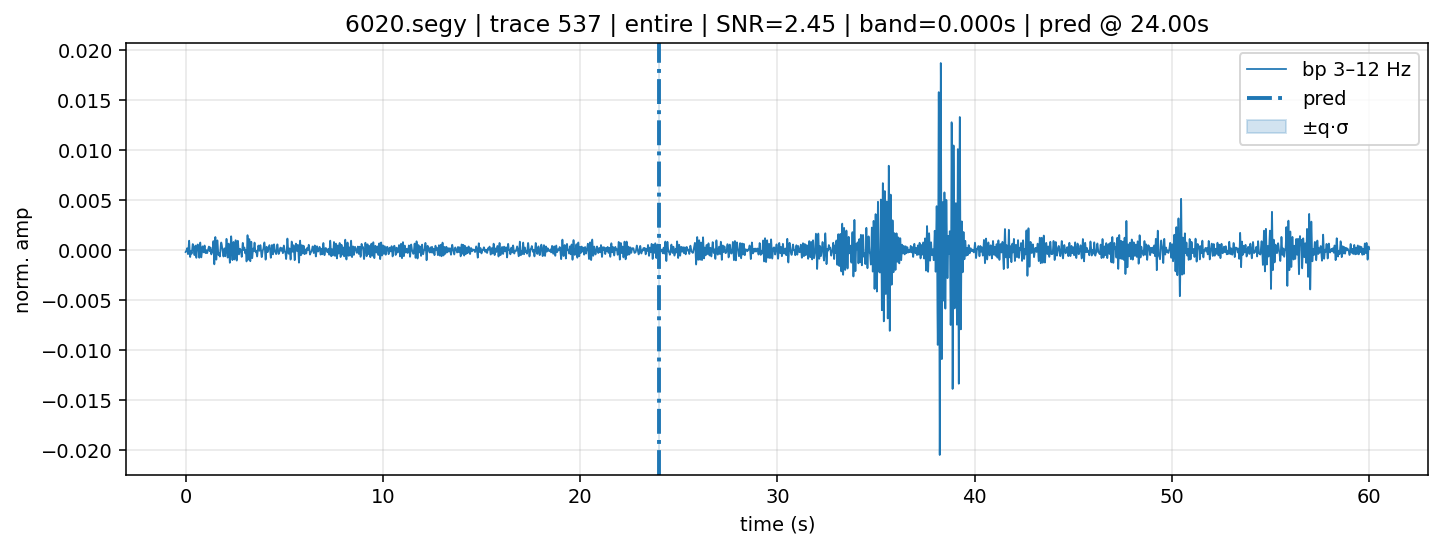 6020.segy | trace 537 | entire | SNR=2.45 | band=0.000s | pred @ 24.00s
bp 3–12 Hz
pred
±q·σ
norm. amp
0.020
0.015
0.010
0.005
0.000
−0.005
−0.010
−0.015
−0.020
0
10
20
30
40
50
60
time (s)